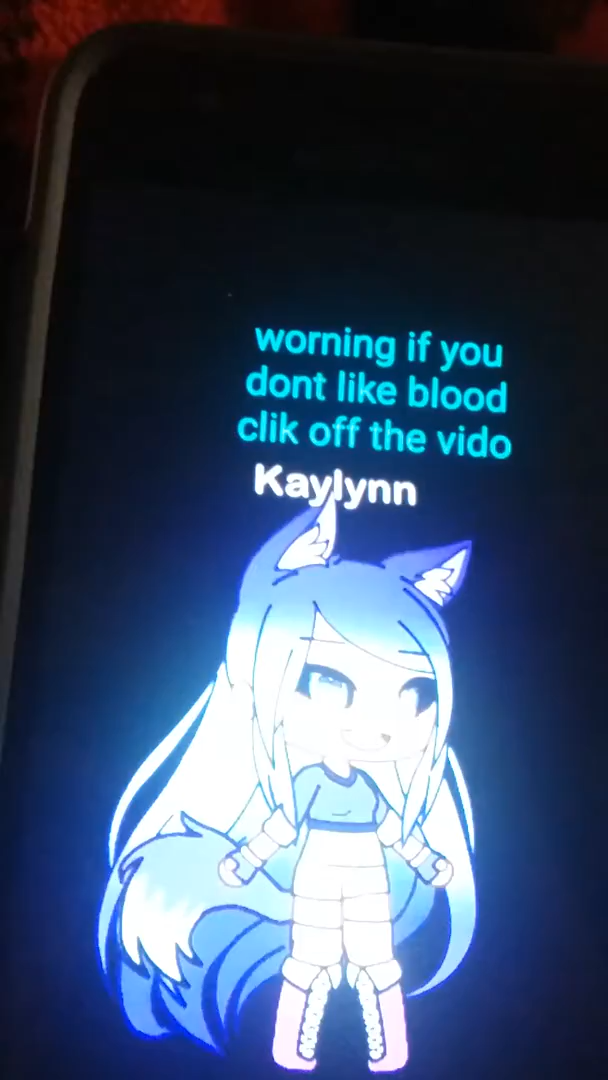 worning if you
dont like blood
clik off the vido
Kaylynn